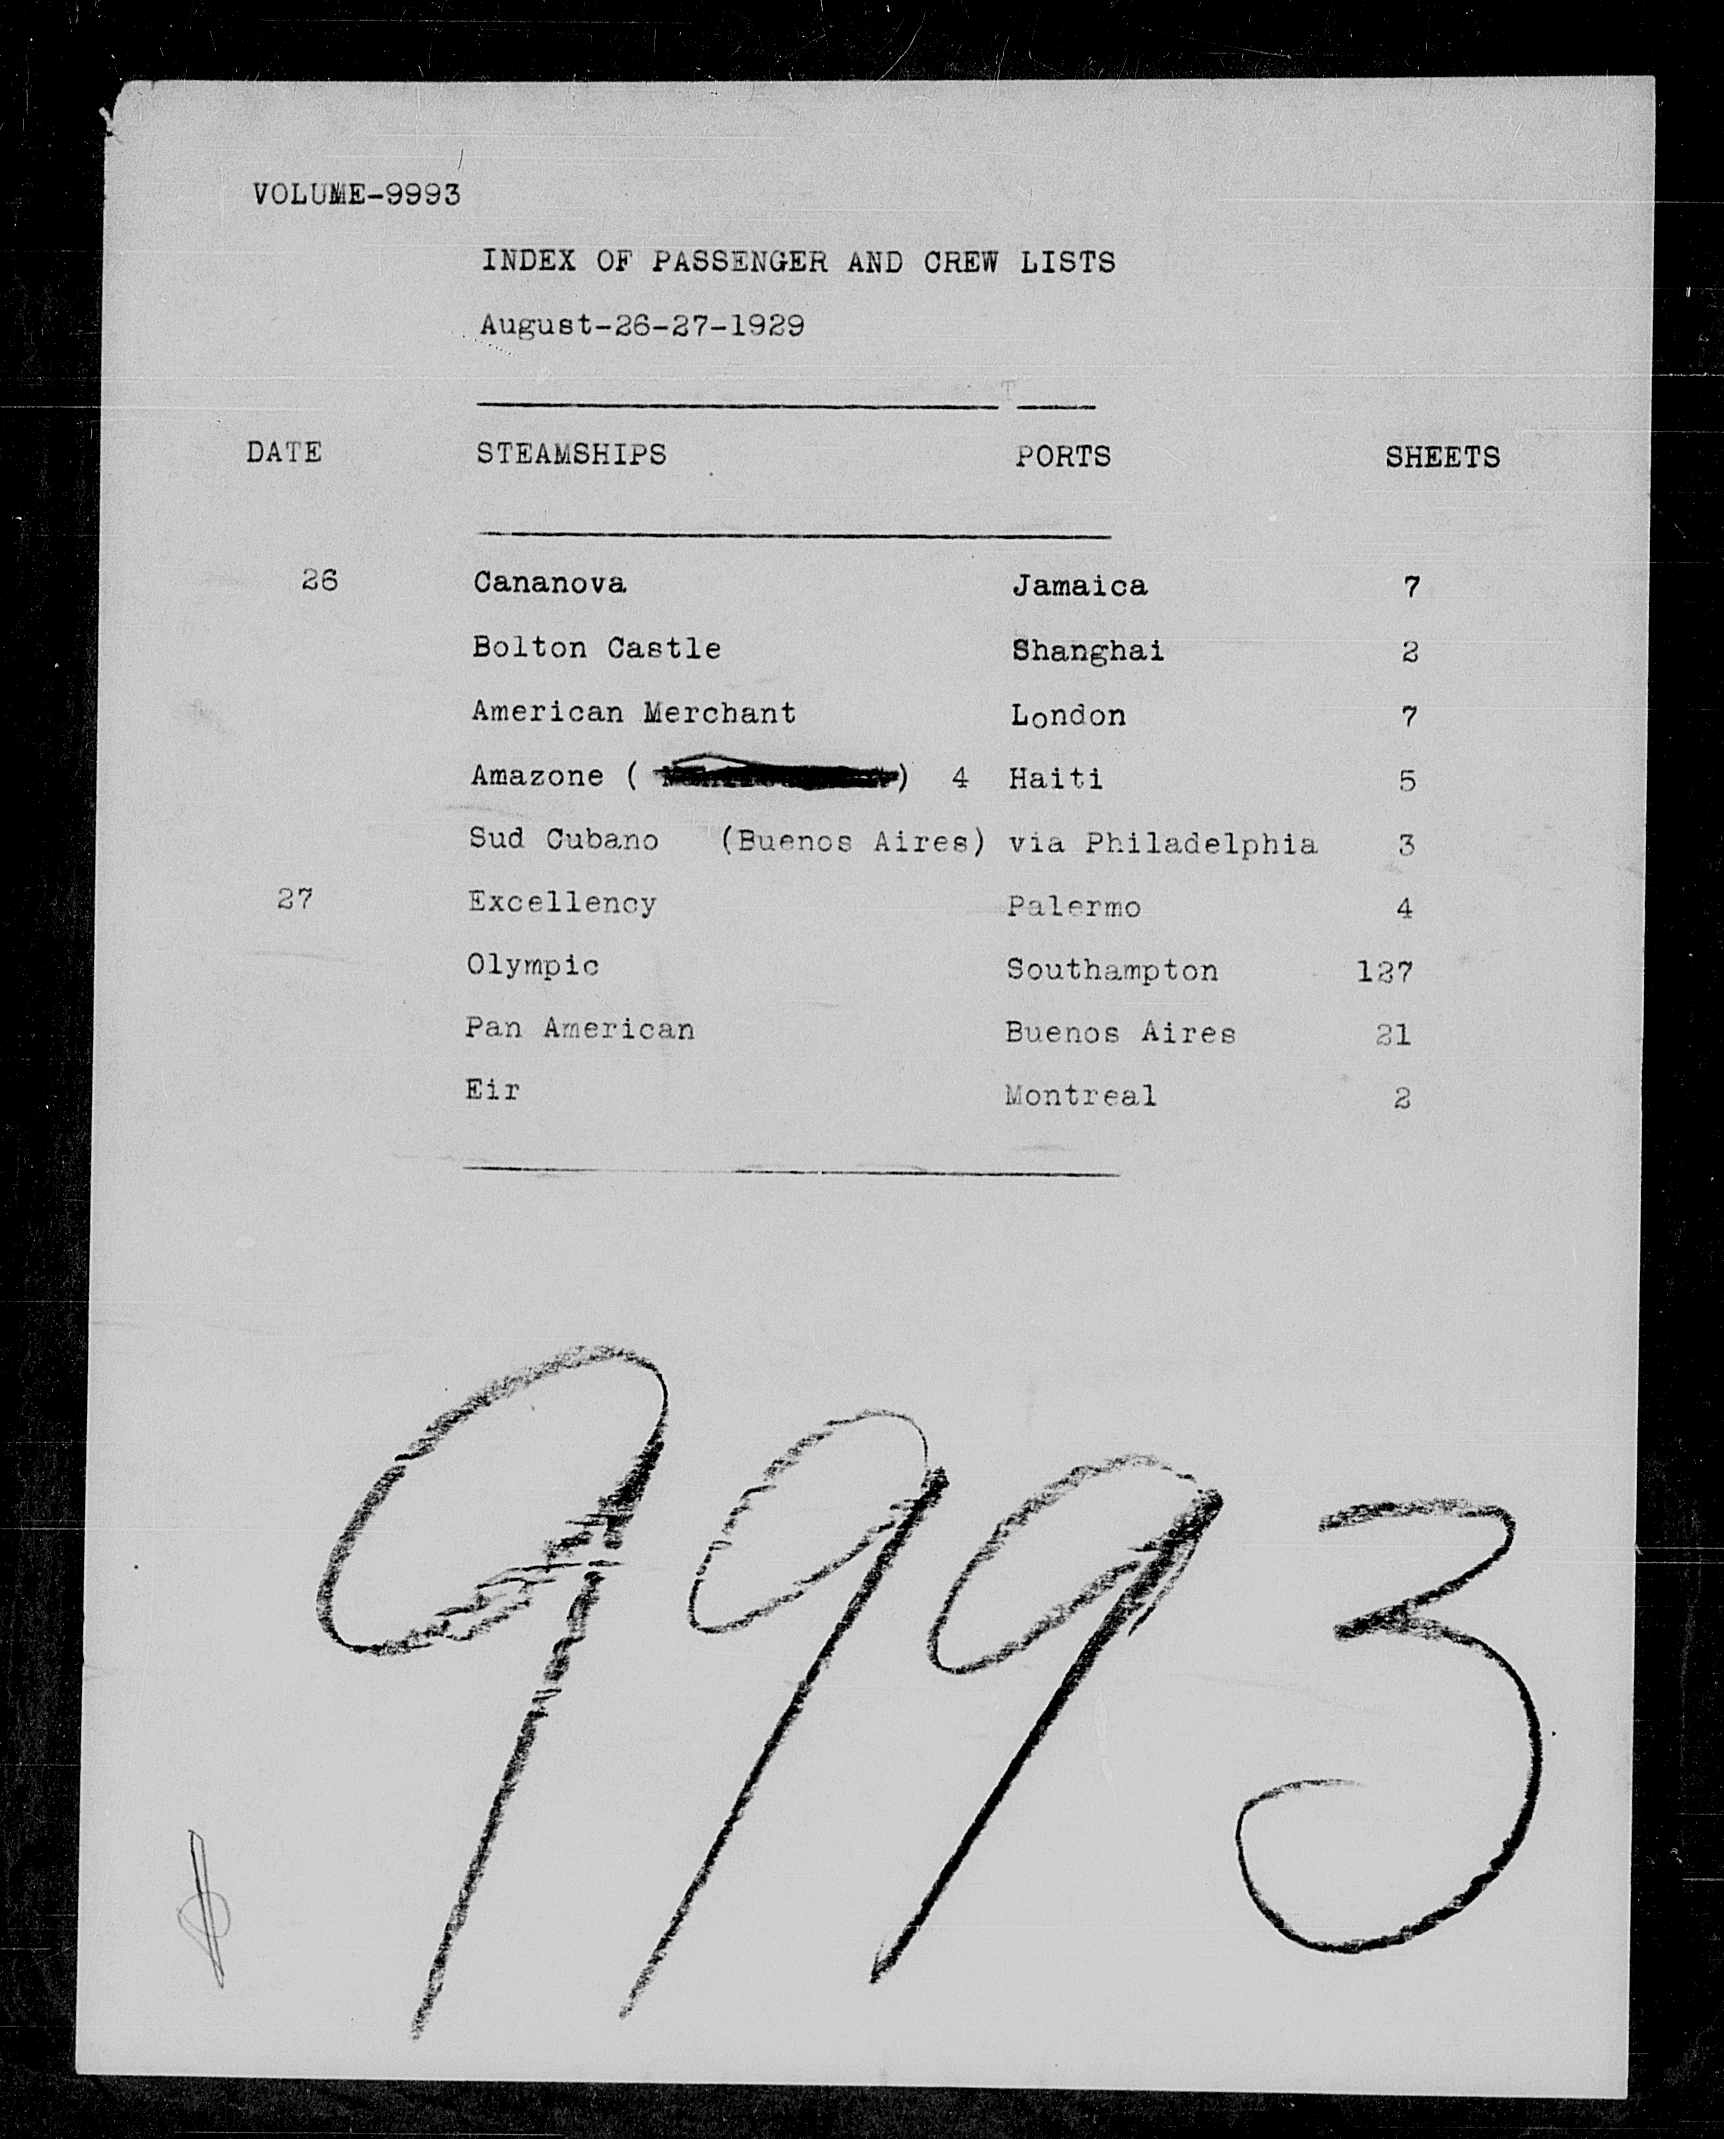 VOLUME-9993
INDEX OF PASSENGER AND CREW LISTS
August-26-27-1929
DATE STEAMSHIPS PORTS SHEETS
26 Cananova Jamaica 7
Bolton Castle Shanghai 2
American Merchant London 7
Amazone ( ) 4 Haiti 5
Sud Cubano (Buenos Aires) via Philadelphia 3
27 Excellency Palermo 4
Olympic Southampton 127
Pan American Buenos Aires 21
Eir Montreal 2
9993